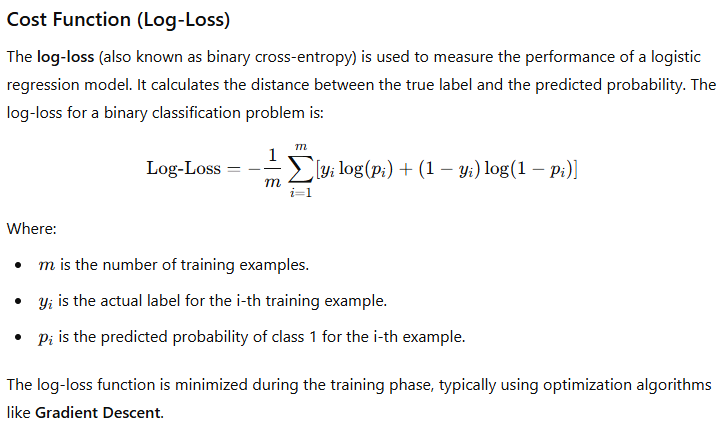 Cost Function (Log-Loss)
The log-loss (also known as binary cross-entropy) is used to measure the performance of a logistic
regression model. It calculates the distance between the true label and the predicted probability. The
log-loss for a binary classification problem is:
Log-Loss = −\frac{1}{m} \sum_{i=1}^{m} [y_i log(p_i) + (1 − y_i) log(1 − p_i)]
Where:
• m is the number of training examples.
• y_i is the actual label for the i-th training example.
• p_i is the predicted probability of class 1 for the i-th example.
The log-loss function is minimized during the training phase, typically using optimization algorithms
like Gradient Descent.